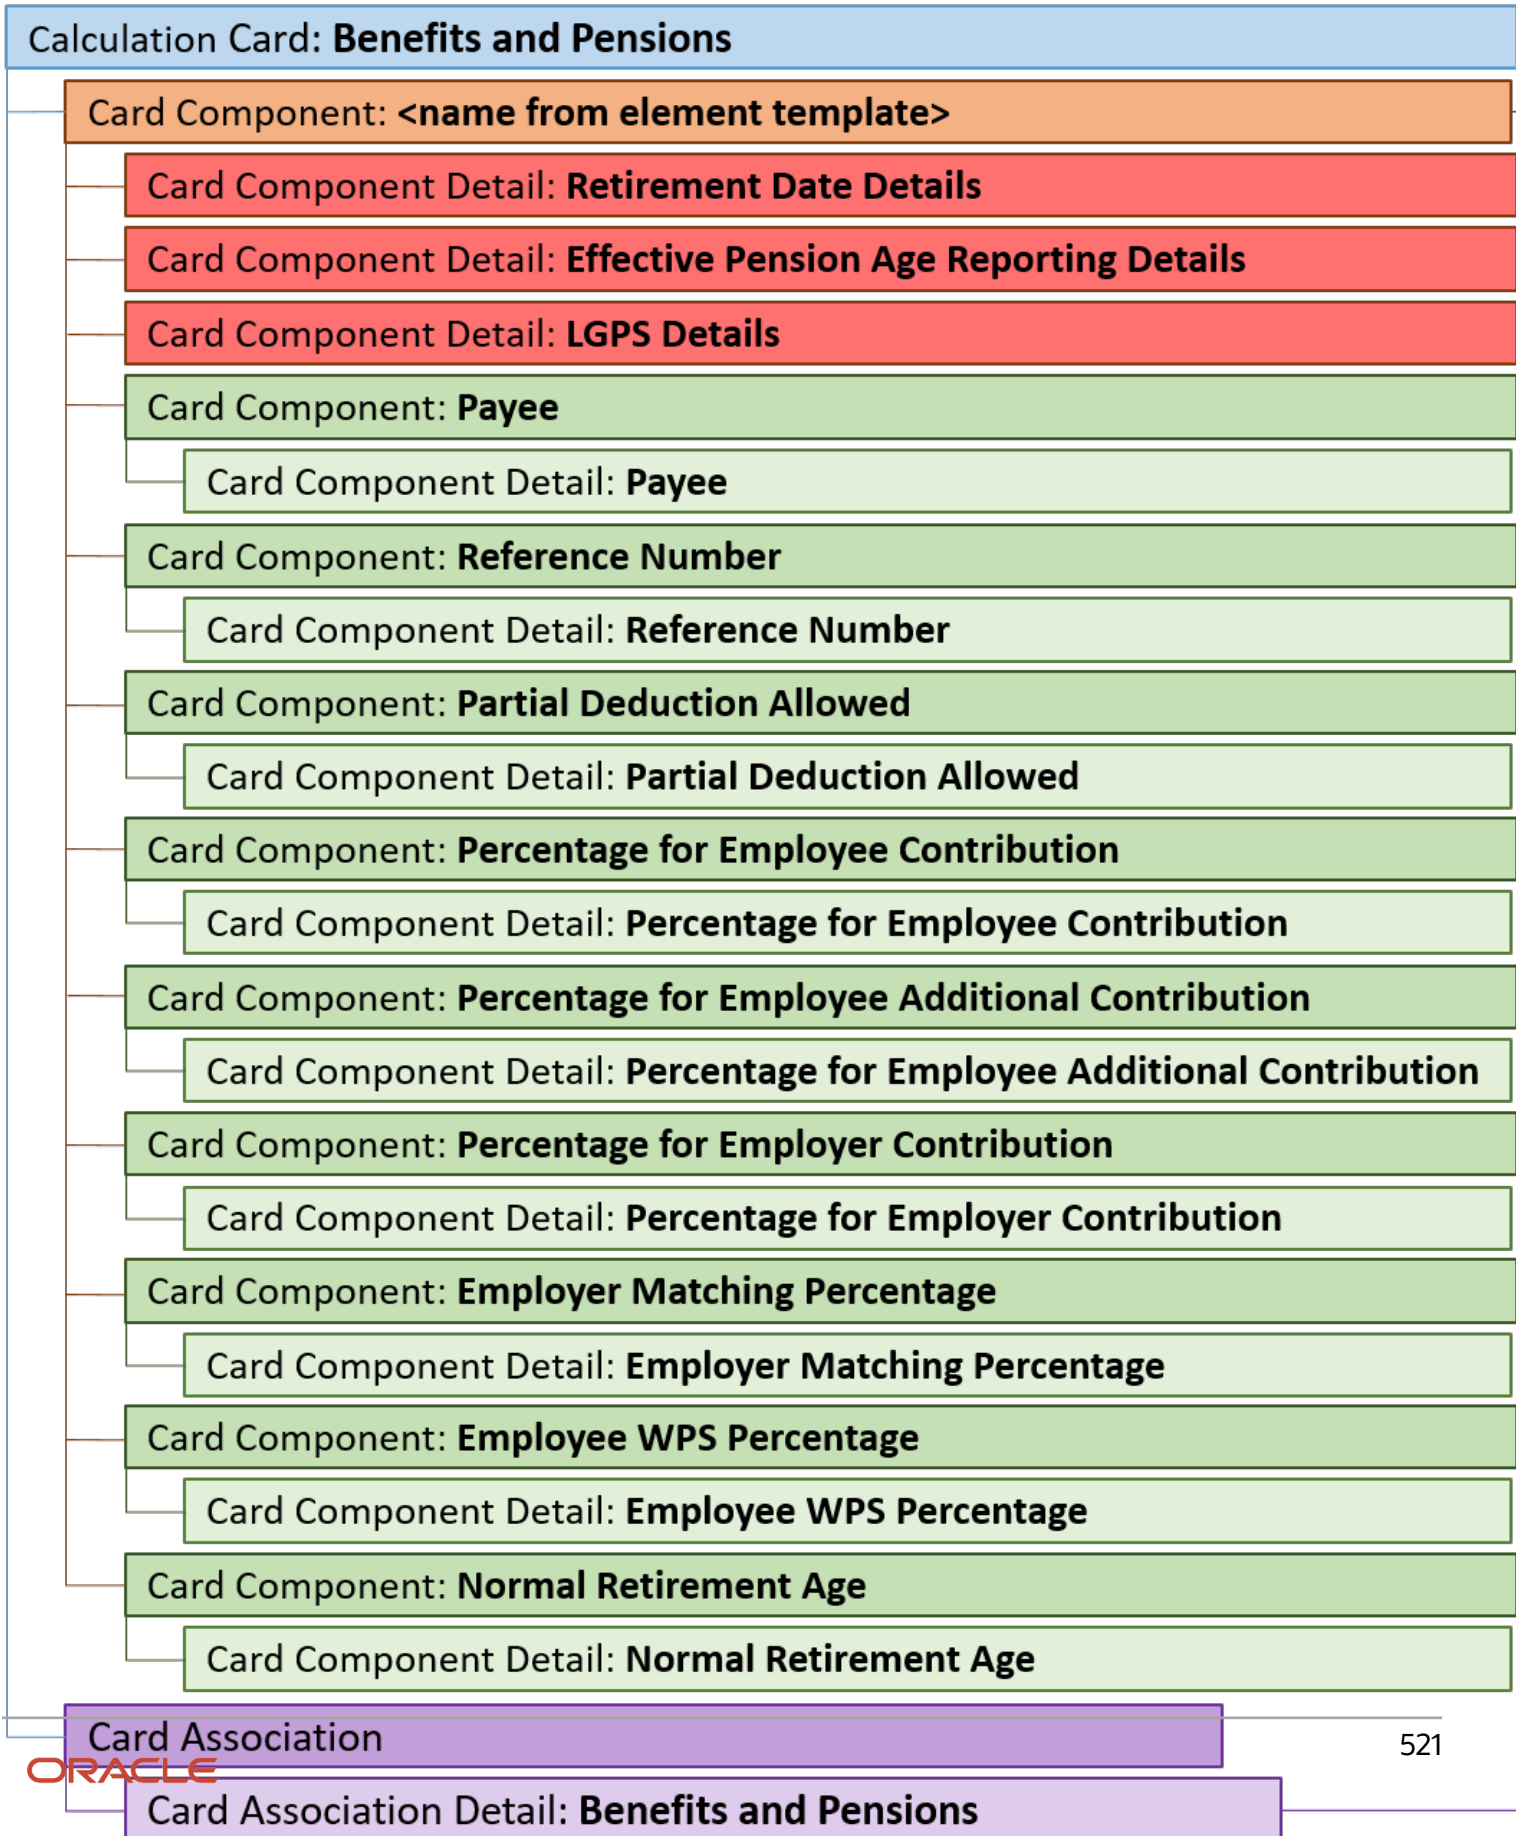 Calculation Card: Benefits and Pensions
Card Component: <name from element template>
Card Component Detail: Retirement Date Details
Card Component Detail: Effective Pension Age Reporting Details
Card Component Detail: LGPS Details
Card Component: Payee
Card Component Detail: Payee
Card Component: Reference Number
Card Component Detail: Reference Number
Card Component: Partial Deduction Allowed
Card Component Detail: Partial Deduction Allowed
Card Component: Percentage for Employee Contribution
Card Component Detail: Percentage for Employee Contribution
Card Component: Percentage for Employee Additional Contribution
Card Component Detail: Percentage for Employee Additional Contribution
Card Component: Percentage for Employer Contribution
Card Component Detail: Percentage for Employer Contribution
Card Component: Employer Matching Percentage
Card Component Detail: Employer Matching Percentage
Card Component: Employee WPS Percentage
Card Component Detail: Employee WPS Percentage
Card Component: Normal Retirement Age
Card Component Detail: Normal Retirement Age
Card Association
521
ORACLE
Card Association Detail: Benefits and Pensions